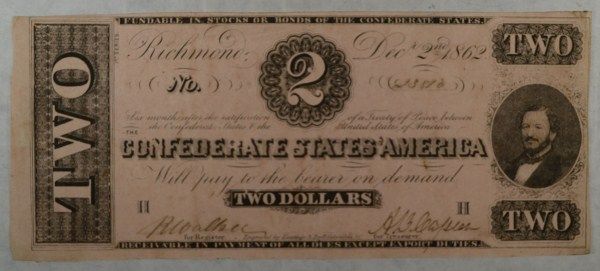 FUNDABLE IN STOCKS OR BONDS OF THE CONFEDERATE STATES.
TWO
TWO
Richmond, Decr. 2nd 1862
No.
2
Six months after the ratification of a Treaty of Peace between
the Confederate States & the United States of America
THE
CONFEDERATE STATES AMERICA
Will pay to the bearer on demand
TWO DOLLARS
H H
TWO
for Register for Treasurer
RECEIVABLE IN PAYMENT OF ALL DUES EXCEPT EXPORT DUTIES.